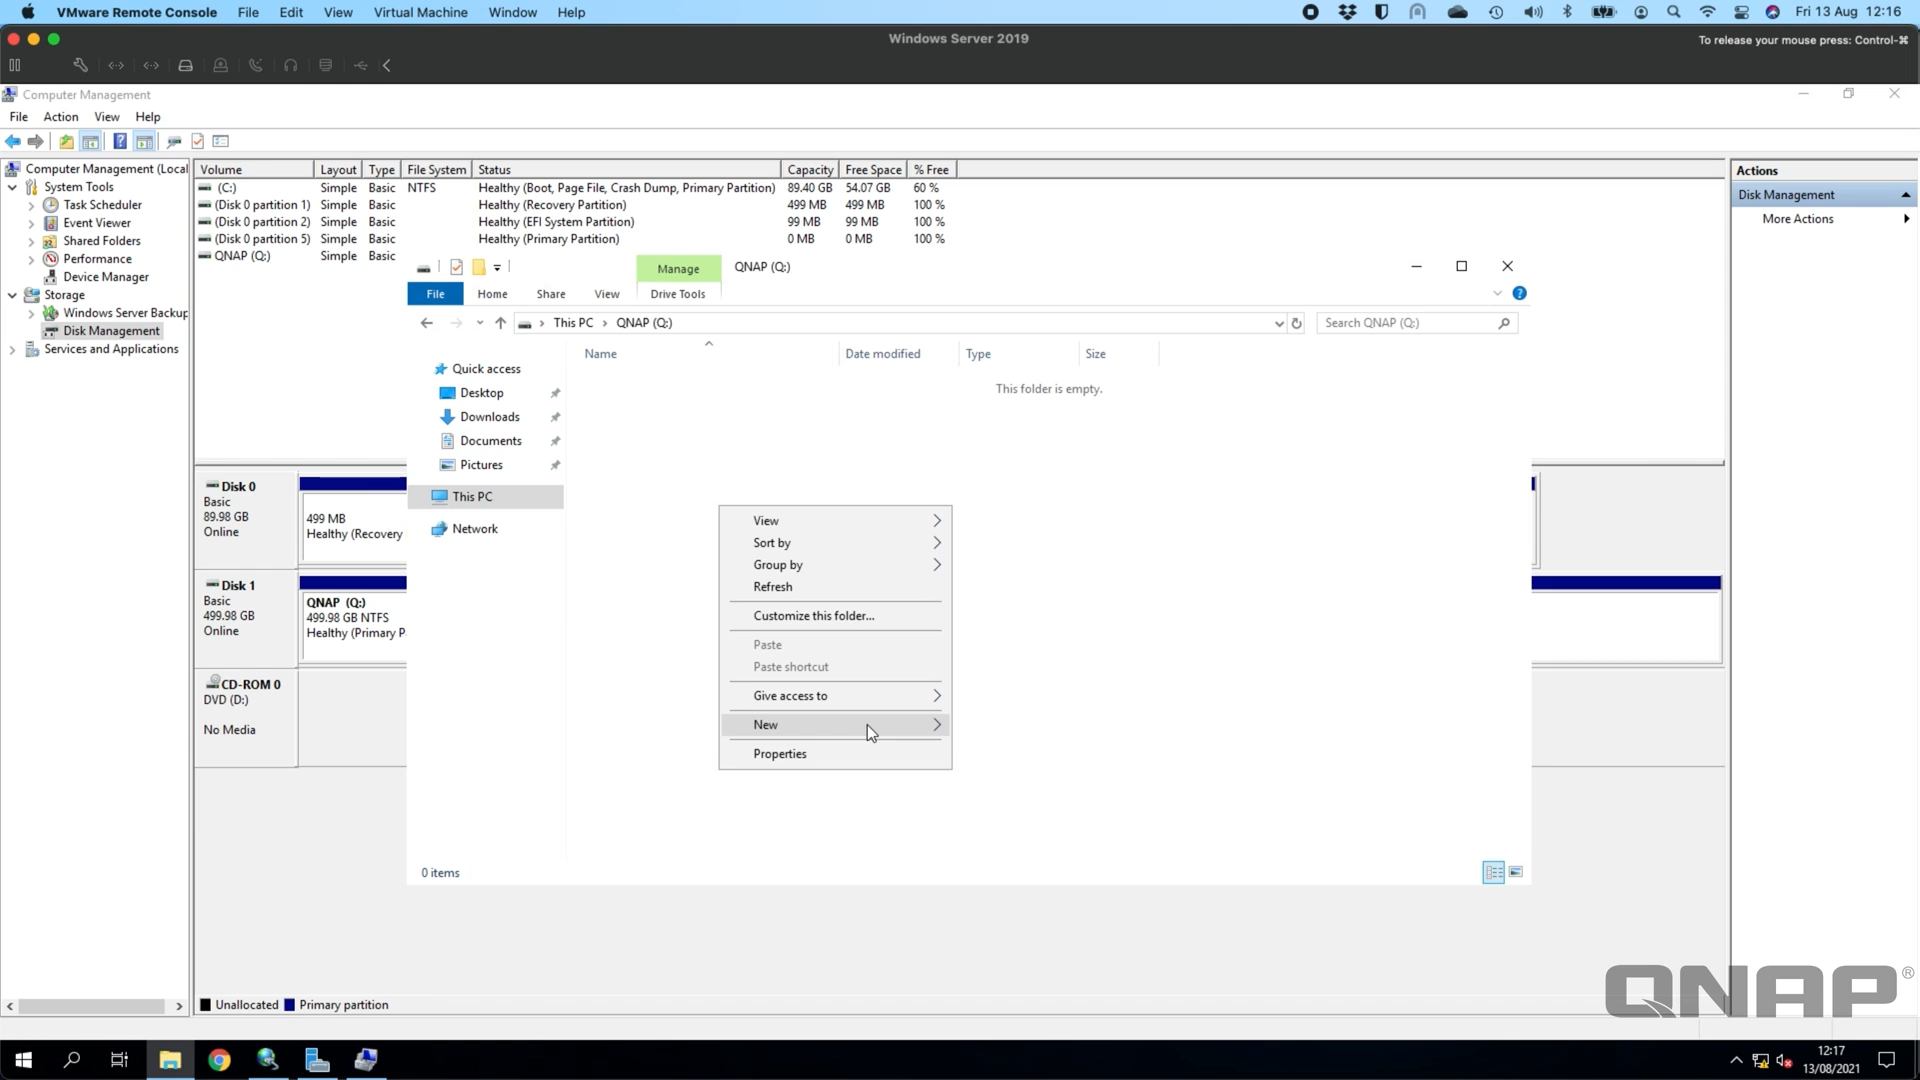 VMware Remote Console File Edit View Virtual Machine Window Help Fri 13 Aug 12:16
Windows Server 2019
To release your mouse press: Control-⌘
Computer Management
File Action View Help
Computer Management (Local
System Tools
Task Scheduler
Event Viewer
Shared Folders
Performance
Device Manager
Storage
Windows Server Backup
Disk Management
Services and Applications
Volume Layout Type File System Status Capacity Free Space % Free
(C:) Simple Basic NTFS Healthy (Boot, Page File, Crash Dump, Primary Partition) 89.40 GB 54.07 GB 60 %
(Disk 0 partition 1) Simple Basic Healthy (Recovery Partition) 499 MB 499 MB 100 %
(Disk 0 partition 2) Simple Basic Healthy (EFI System Partition) 99 MB 99 MB 100 %
(Disk 0 partition 5) Simple Basic Healthy (Primary Partition) 0 MB 0 MB 100 %
QNAP (Q:) Simple Basic
Actions
Disk Management
More Actions
Manage QNAP (Q:)
File Home Share View Drive Tools
This PC QNAP (Q:) Search QNAP (Q:)
Name Date modified Type Size
This folder is empty.
Quick access
Desktop
Downloads
Documents
Pictures
This PC
Network
View
Sort by
Group by
Refresh
Customize this folder...
Paste
Paste shortcut
Give access to
New
Properties
0 items
Disk 0
Basic
89.98 GB
Online
499 MB
Healthy (Recovery
Disk 1
Basic
499.98 GB
Online
QNAP (Q:)
499.98 GB NTFS
Healthy (Primary P
CD-ROM 0
DVD (D:)
No Media
Unallocated Primary partition
QNAP®
12:17
13/08/2021